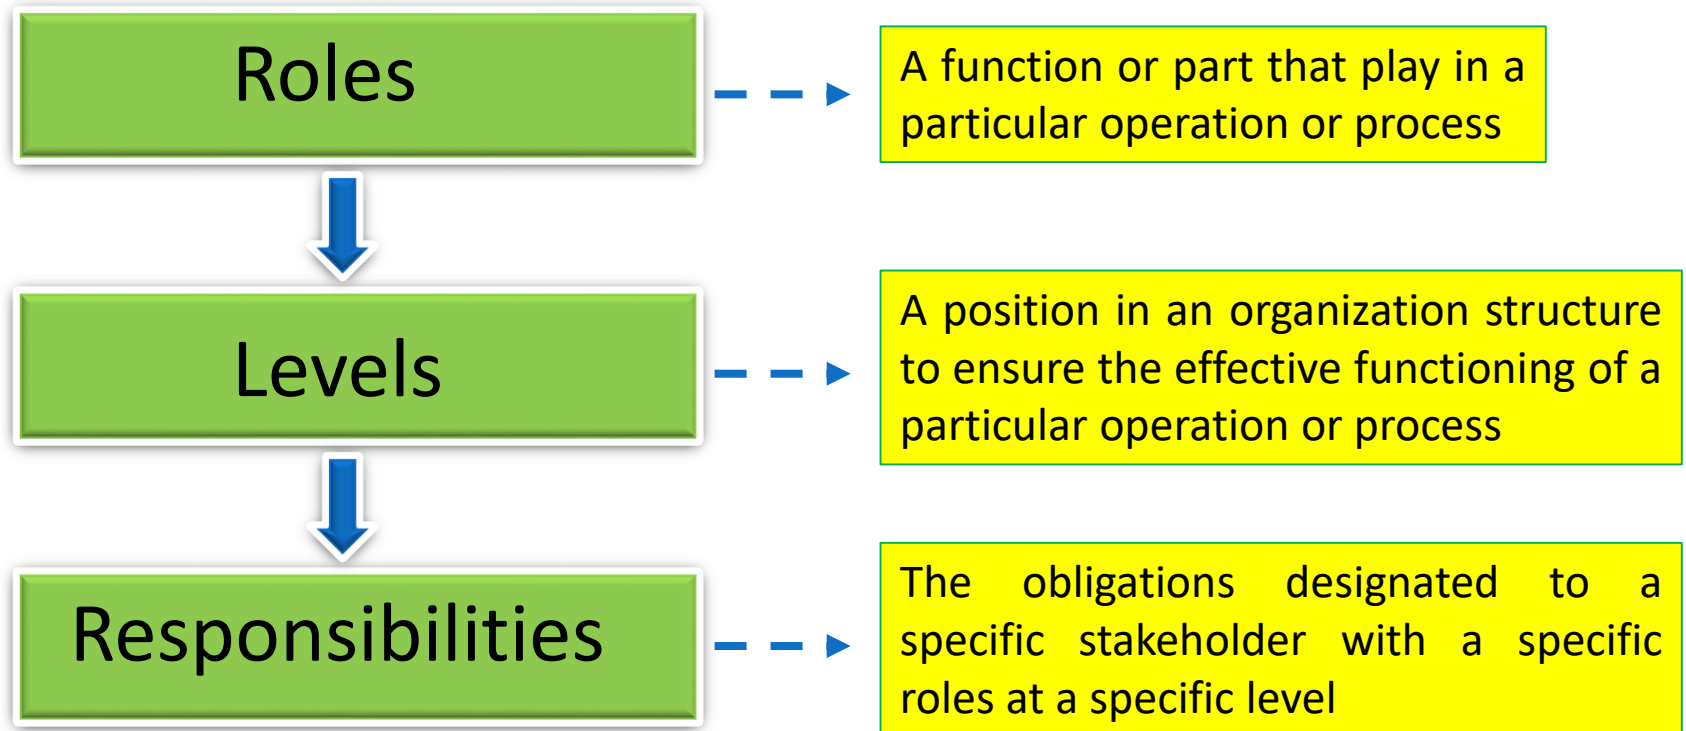 Roles
A function or part that play in a
particular operation or process
Levels
A position in an organization structure
to ensure the effective functioning of a
particular operation or process
Responsibilities
The obligations designated to a
specific stakeholder with a specific
roles at a specific level